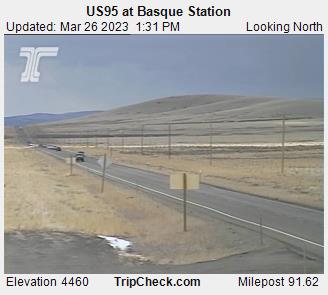 US95 at Basque Station
Updated: Mar 26 2023 1:31 PM Looking North
Elevation 4460 TripCheck.com Milepost 91.62